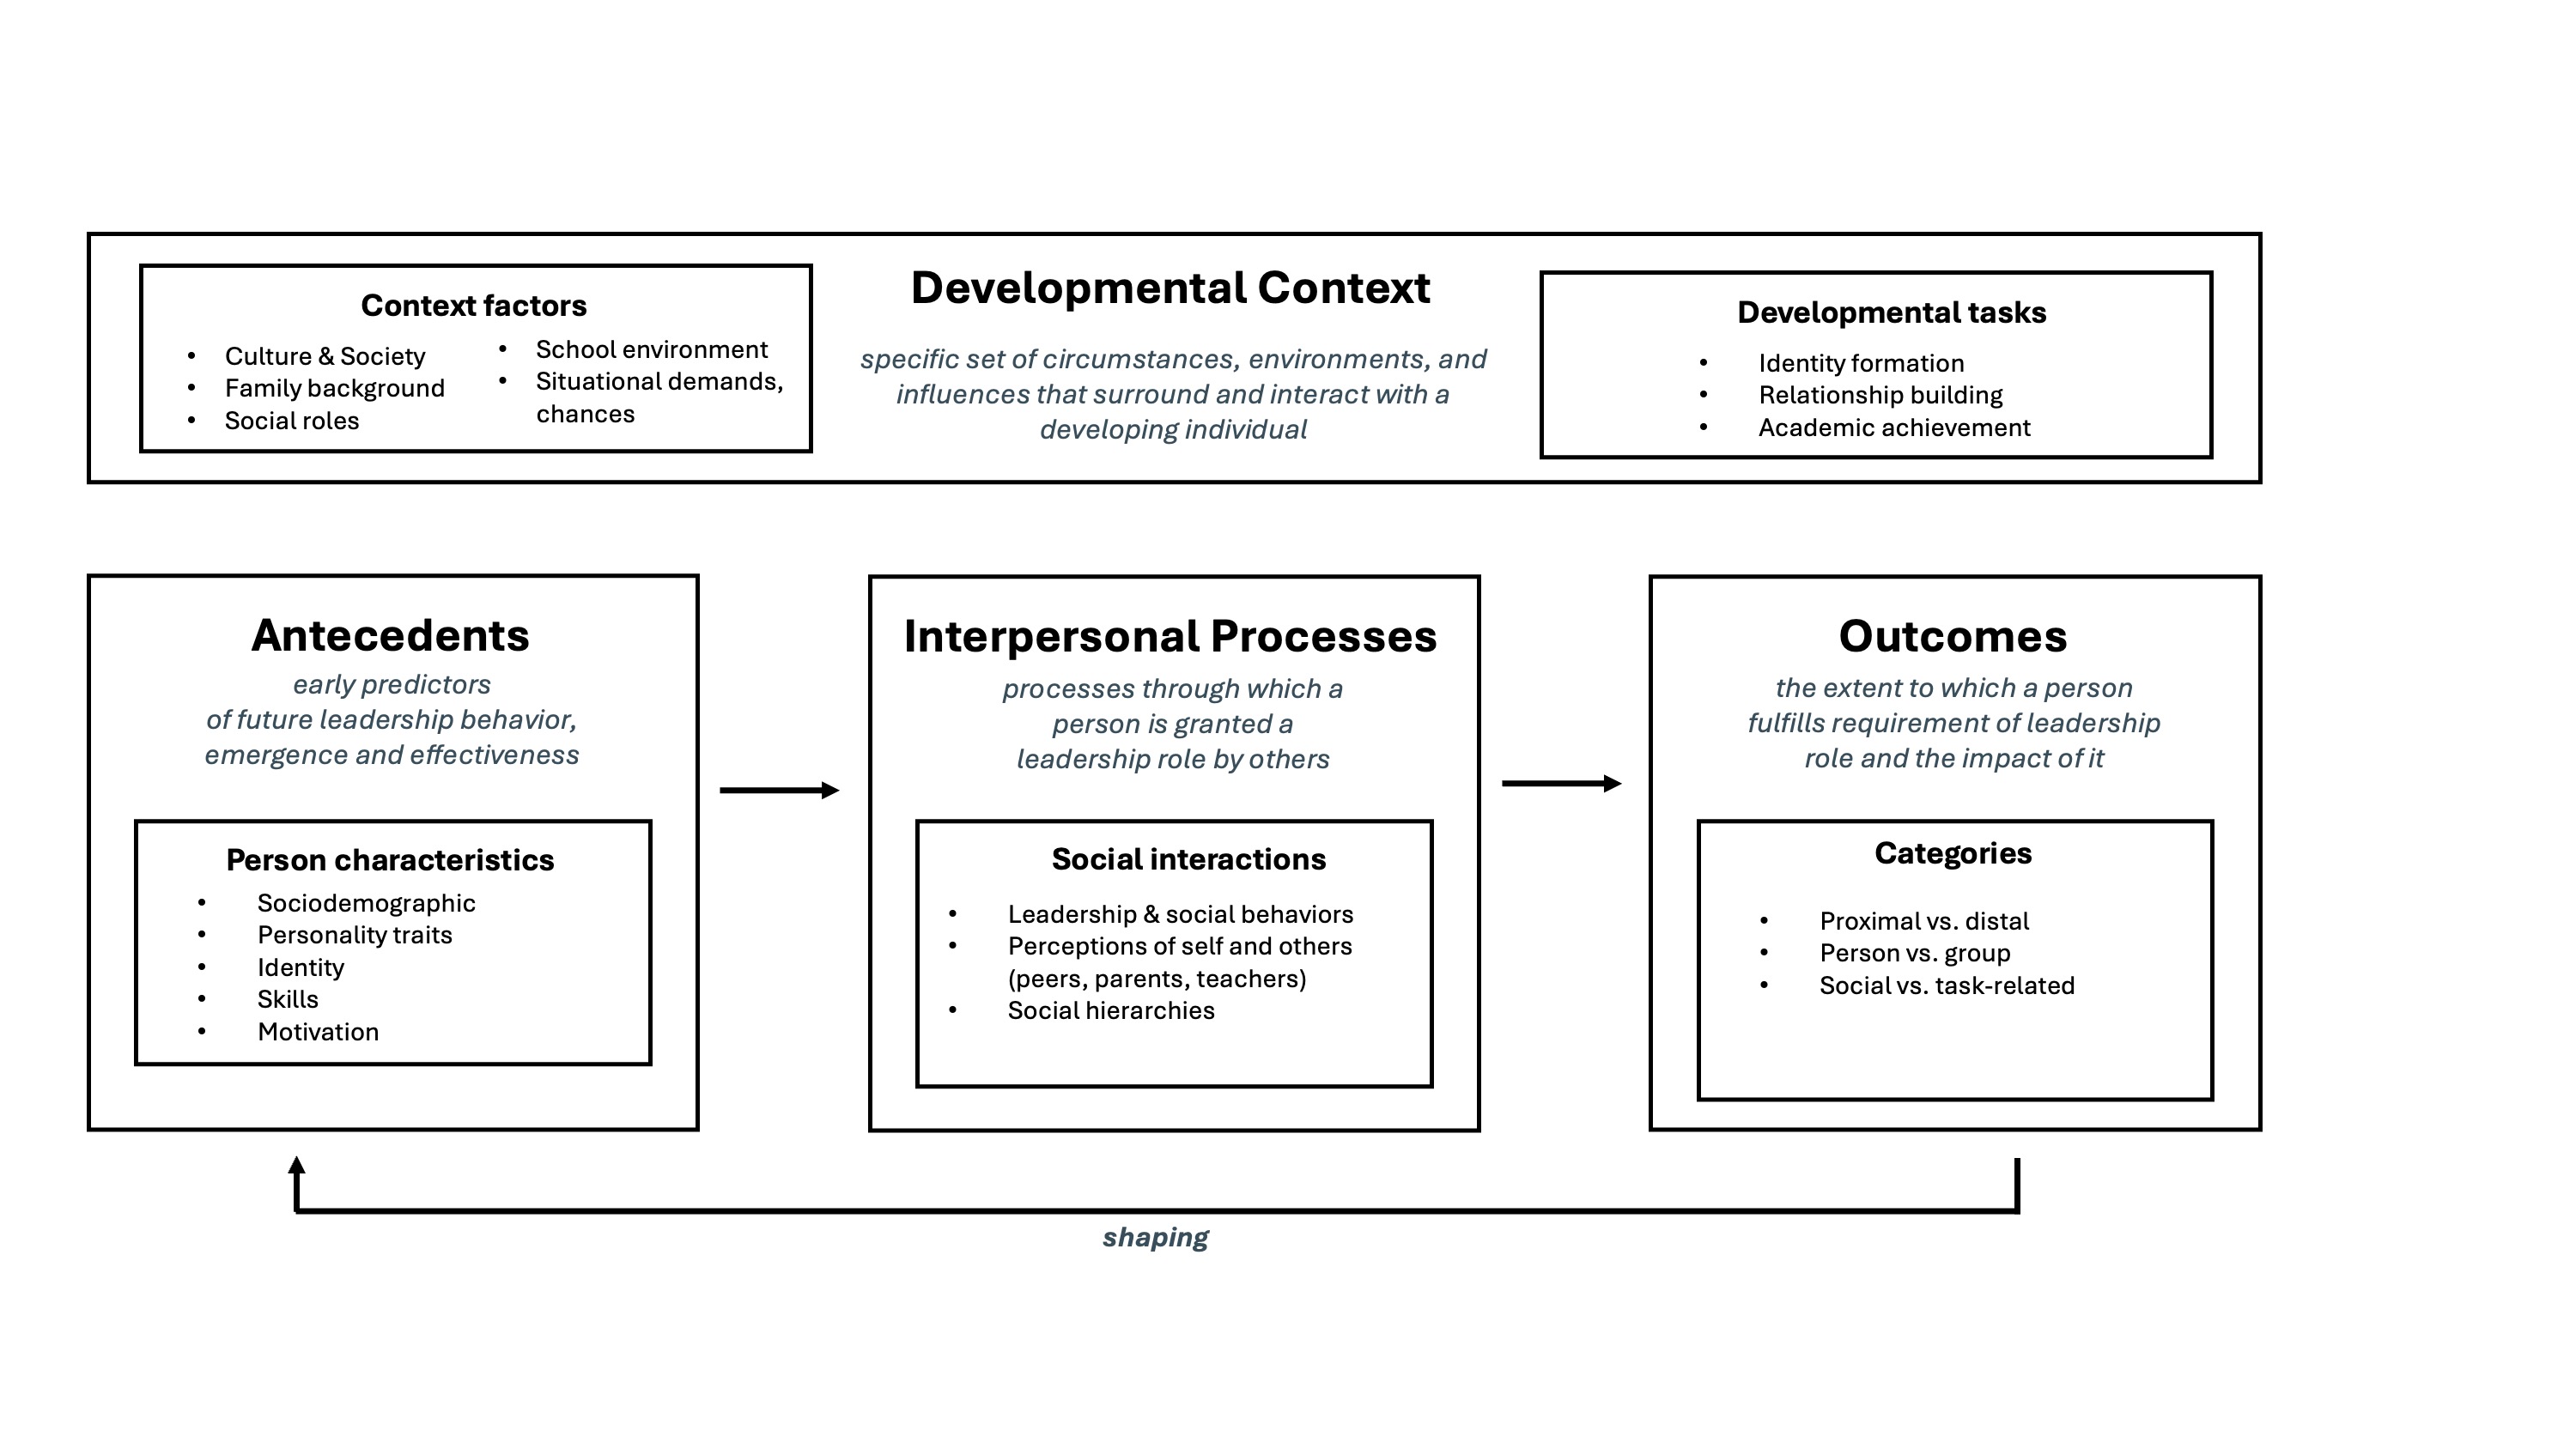 Developmental Context
specific set of circumstances, environments, and
influences that surround and interact with a
developing individual
Context factors
• Culture & Society
• Family background
• Social roles
• School environment
• Situational demands,
chances
Developmental tasks
• Identity formation
• Relationship building
• Academic achievement
Antecedents
early predictors
of future leadership behavior,
emergence and effectiveness
Person characteristics
• Sociodemographic
• Personality traits
• Identity
• Skills
• Motivation
Interpersonal Processes
processes through which a
person is granted a
leadership role by others
Social interactions
• Leadership & social behaviors
• Perceptions of self and others
(peers, parents, teachers)
• Social hierarchies
Outcomes
the extent to which a person
fulfills requirement of leadership
role and the impact of it
Categories
• Proximal vs. distal
• Person vs. group
• Social vs. task-related
shaping